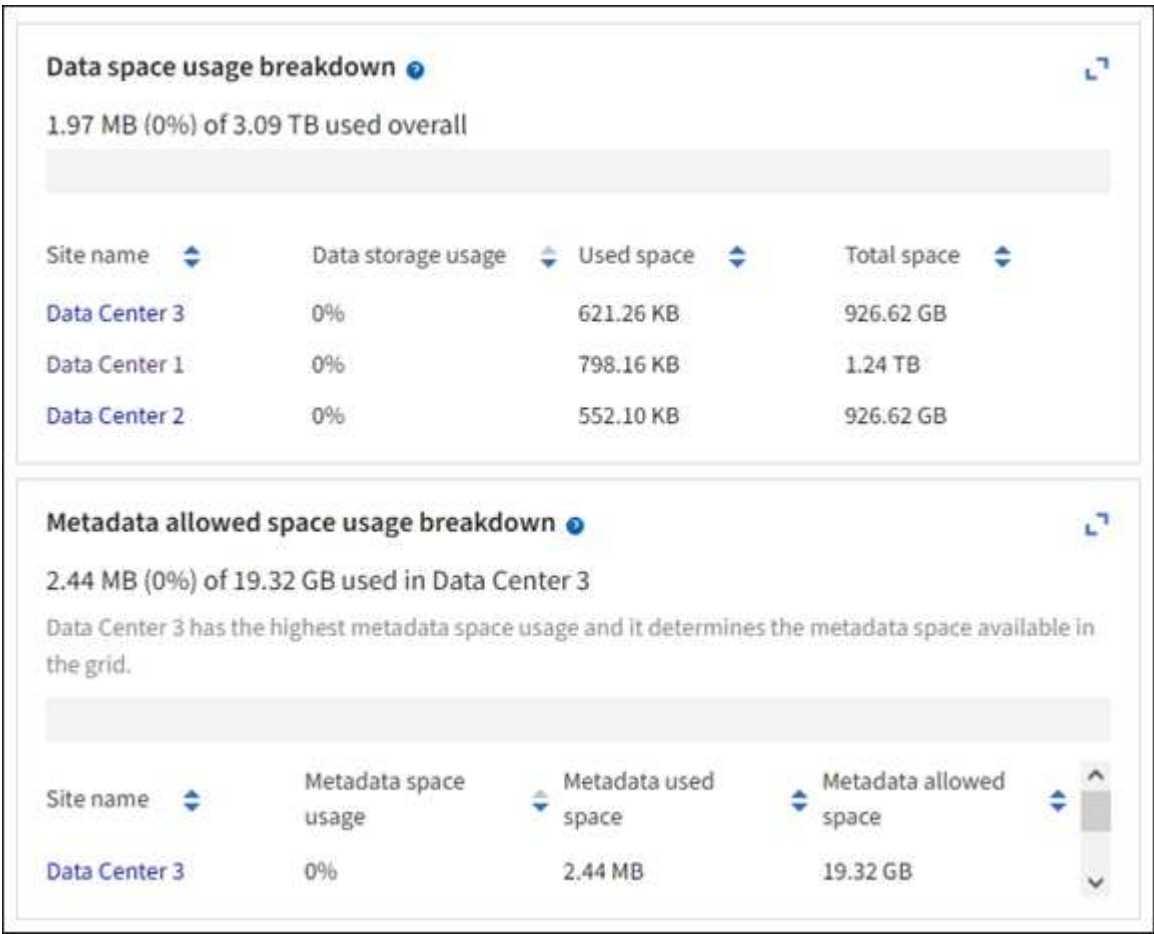 Data space usage breakdown ?
1.97 MB (0%) of 3.09 TB used overall
Site name Data storage usage Used space Total space
Data Center 3 0% 621.26 KB 926.62 GB
Data Center 1 0% 798.16 KB 1.24 TB
Data Center 2 0% 552.10 KB 926.62 GB
Metadata allowed space usage breakdown ?
2.44 MB (0%) of 19.32 GB used in Data Center 3
Data Center 3 has the highest metadata space usage and it determines the metadata space available in
the grid.
Site name Metadata space usage Metadata used space Metadata allowed space
Data Center 3 0% 2.44 MB 19.32 GB